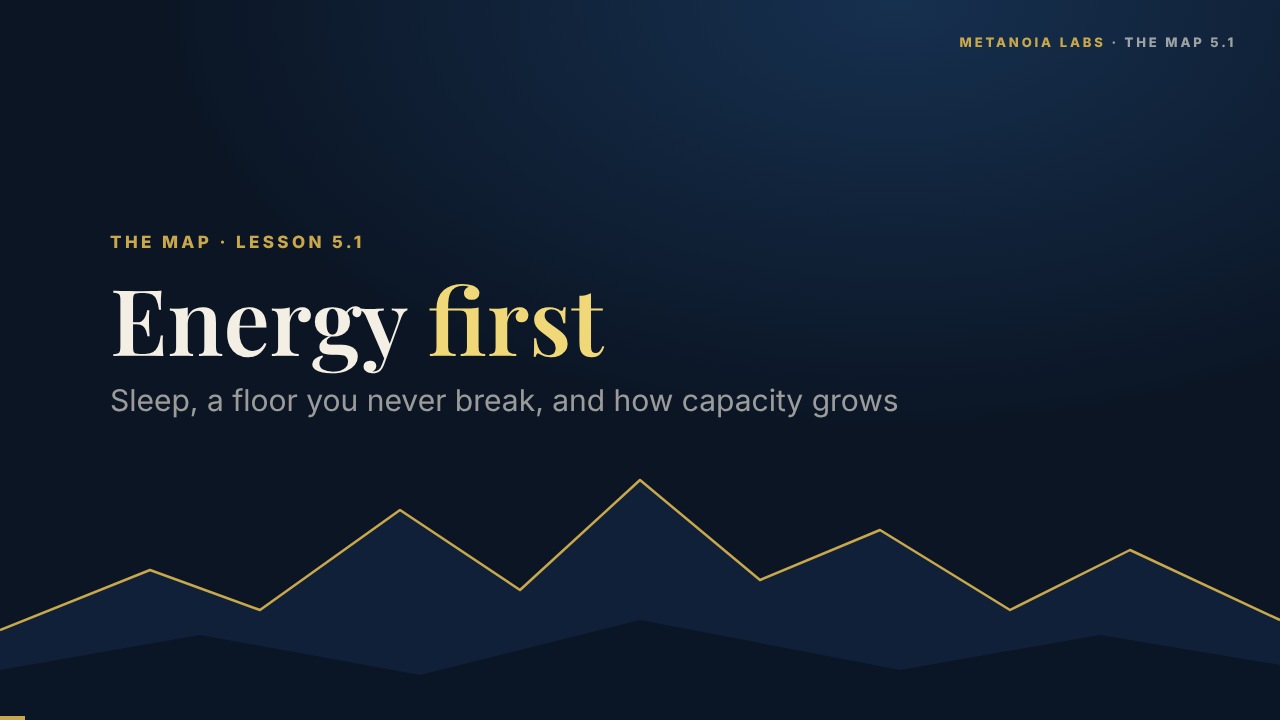 METANOIA LABS · THE MAP 5.1
THE MAP · LESSON 5.1
Energy first
Sleep, a floor you never break, and how capacity grows